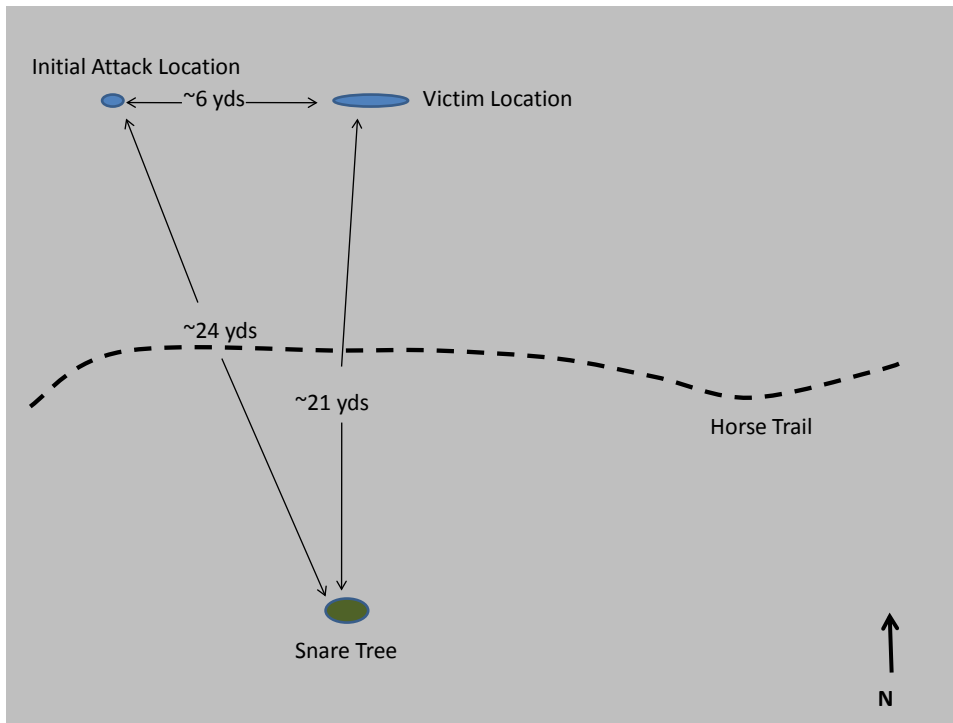 Initial Attack Location
~6 yds
Victim Location
~24 yds
~21 yds
Horse Trail
Snare Tree
N